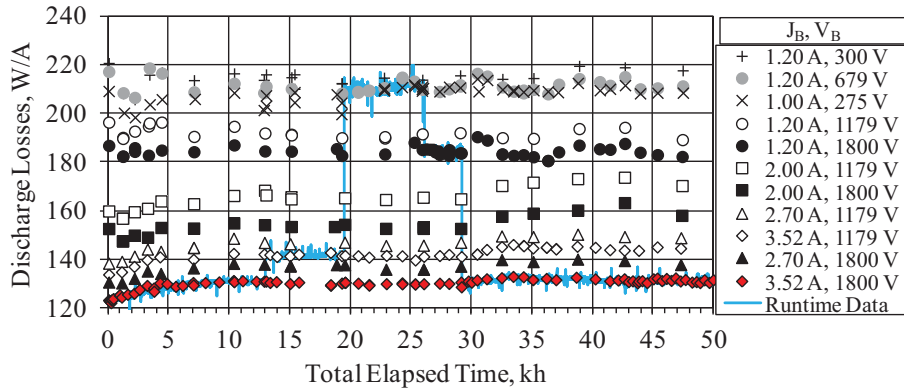 Discharge Losses, W/A
240
220
200
180
160
140
120
0 5 10 15 20 25 30 35 40 45 50
Total Elapsed Time, kh
J_B, V_B
1.20 A, 300 V
1.20 A, 679 V
1.00 A, 275 V
1.20 A, 1179 V
1.20 A, 1800 V
2.00 A, 1179 V
2.00 A, 1800 V
2.70 A, 1179 V
3.52 A, 1179 V
2.70 A, 1800 V
3.52 A, 1800 V
Runtime Data